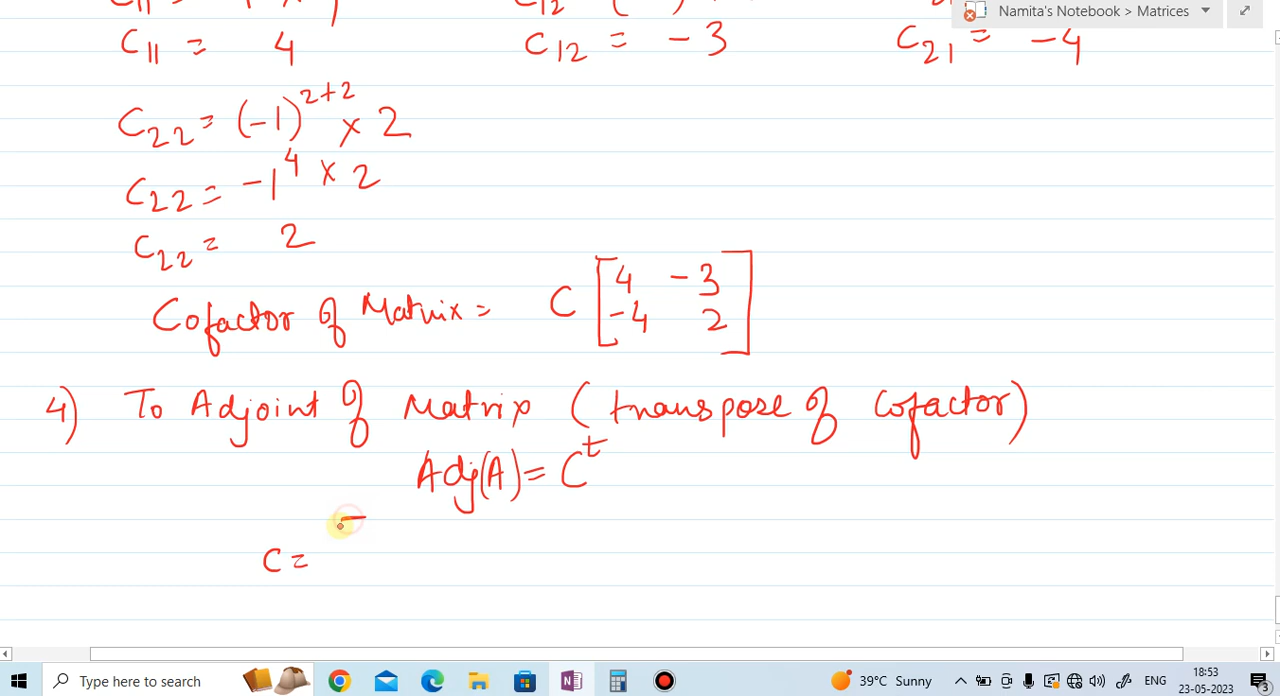 Namita's Notebook > Matrices
C11 = 4 C12 = -3 C21 = -4
C22 = (-1)^2+2 × 2
C22 = -1^4 × 2
C22 = 2
Cofactor of Matrix = C [4 -3
-4 2]
4) To Adjoint of Matrix (transpose of cofactor)
Adj(A) = C^t
C =
Type here to search
39°C Sunny
ENG
18:53
23-05-2023
3